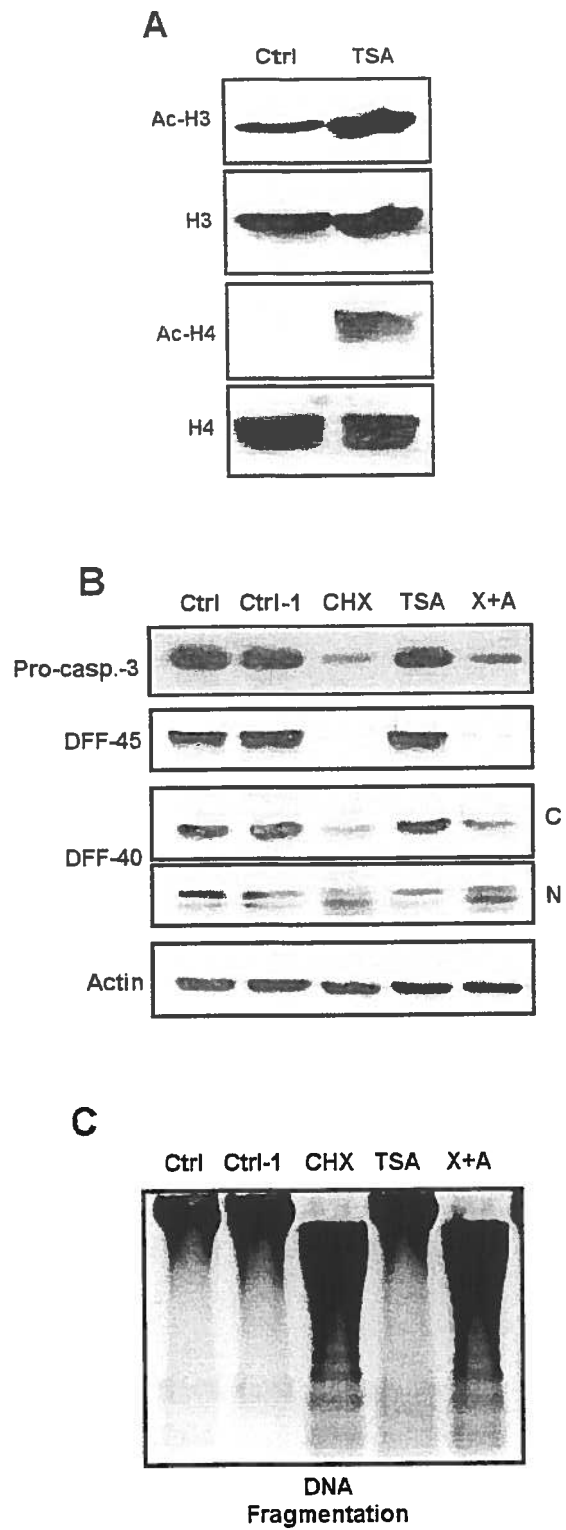 A
Ctrl TSA
Ac-H3
H3
Ac-H4
H4
B
Ctrl Ctrl-1 CHX TSA X+A
Pro-casp.-3
DFF-45
C
DFF-40
N
Actin
C
Ctrl Ctrl-1 CHX TSA X+A
DNA
Fragmentation